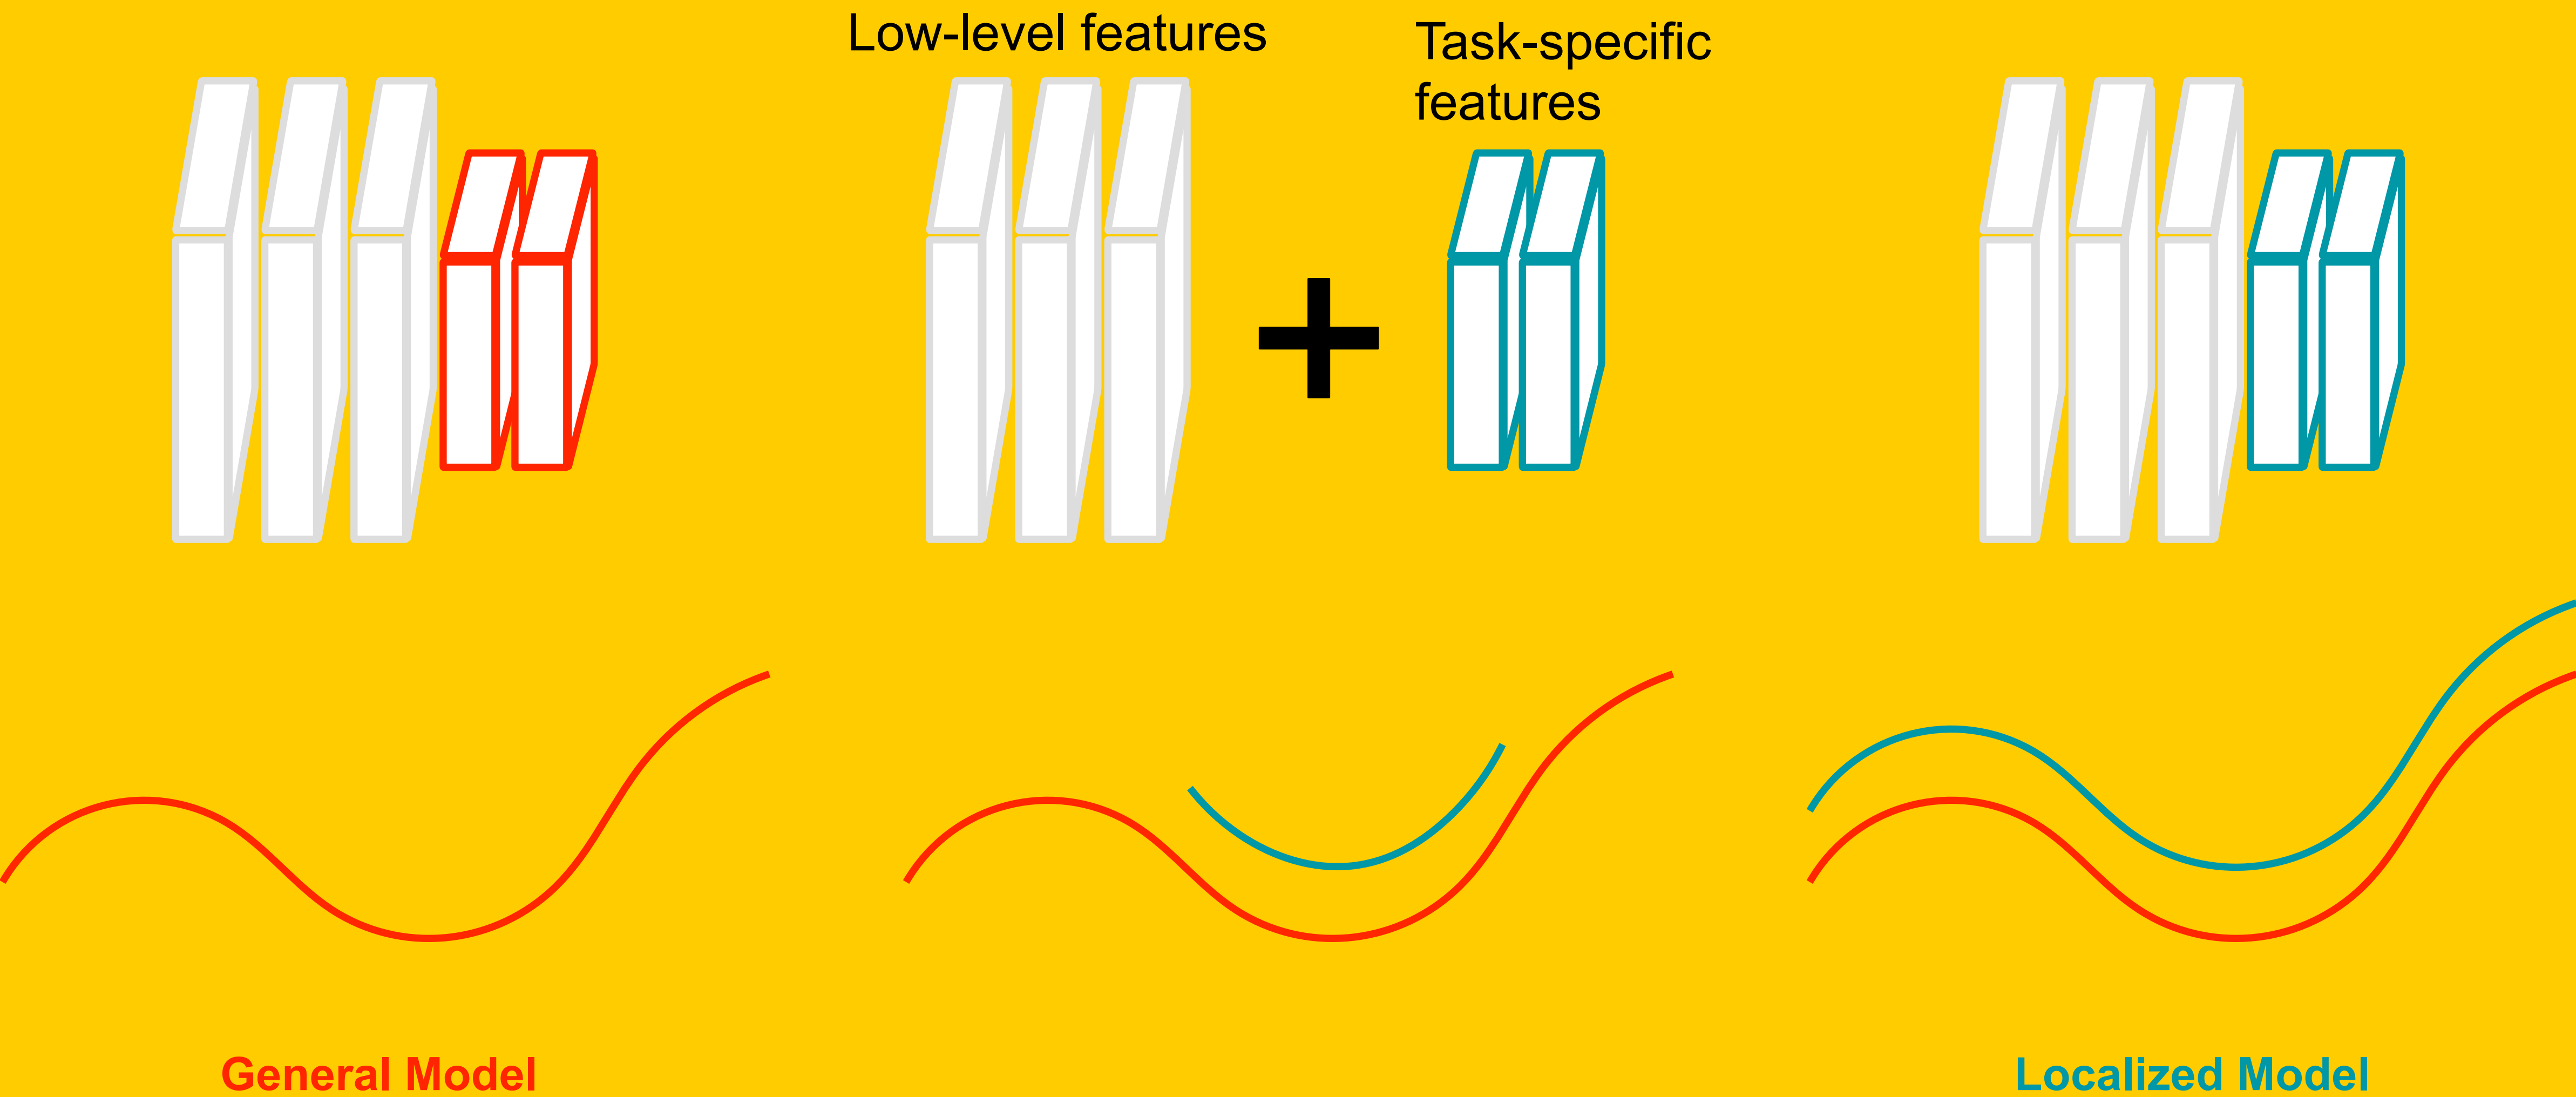 Low-level features
Task-specific
features
General Model
Localized Model